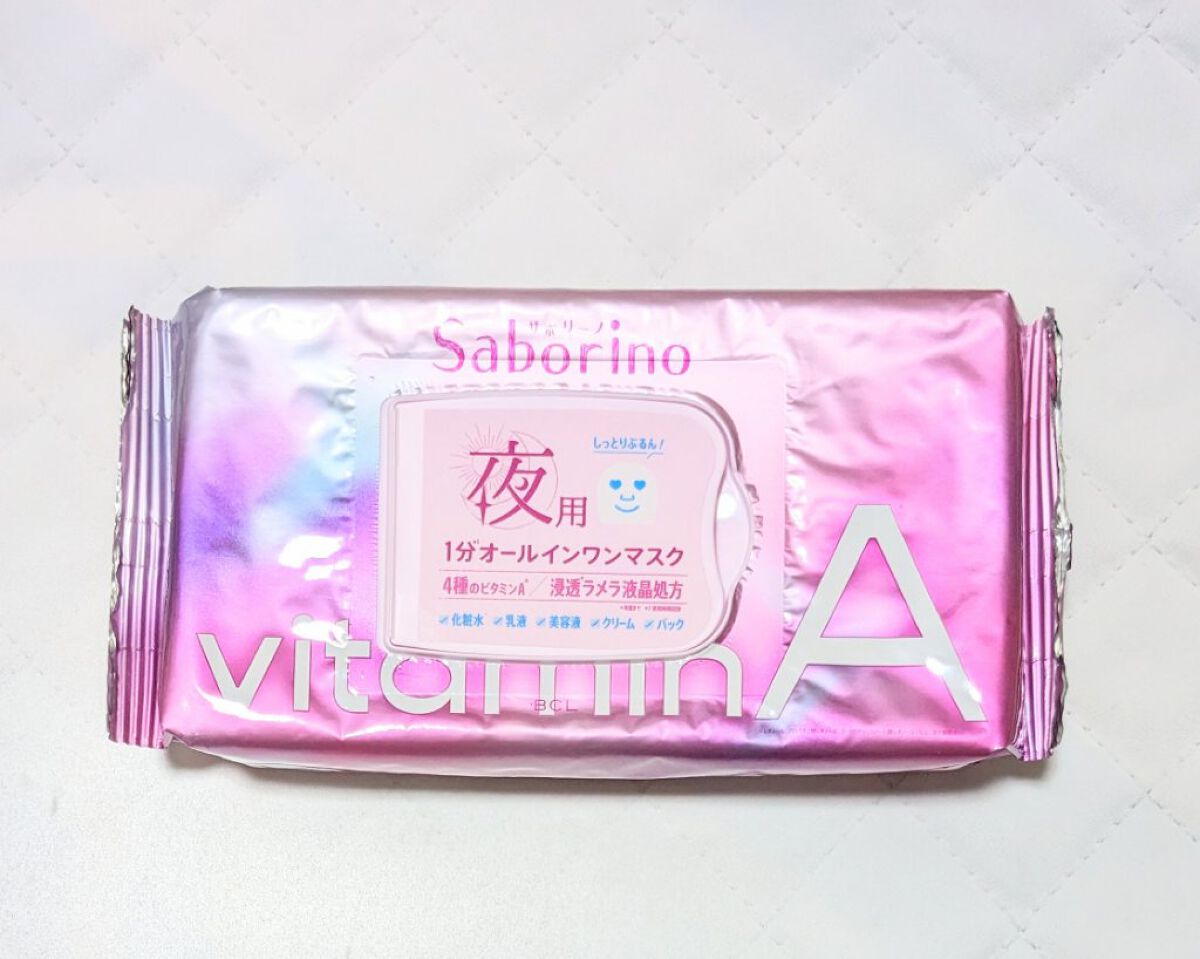 サボリーノ
Saborino
しっとりぷるん!
夜用
1分オールインワンマスク
4種のビタミンA / 浸透ラメラ液晶処方
✓化粧水 ✓乳液 ✓美容液 ✓クリーム ✓パック
vitamin A
BCL